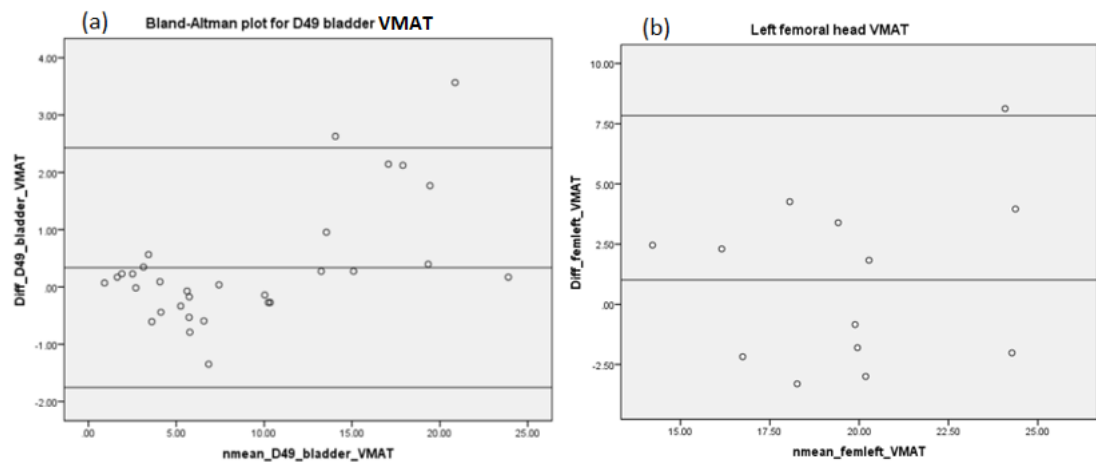 (a) Bland-Altman plot for D49 bladder VMAT
4.00
3.00
2.00
1.00
.00
-1.00
-2.00
Diff_D49_bladder_VMAT
.00 5.00 10.00 15.00 20.00 25.00
nmean_D49_bladder_VMAT
(b) Left femoral head VMAT
10.00
7.50
5.00
2.50
.00
-2.50
Diff_femleft_VMAT
15.00 17.50 20.00 22.50 25.00
nmean_femleft_VMAT